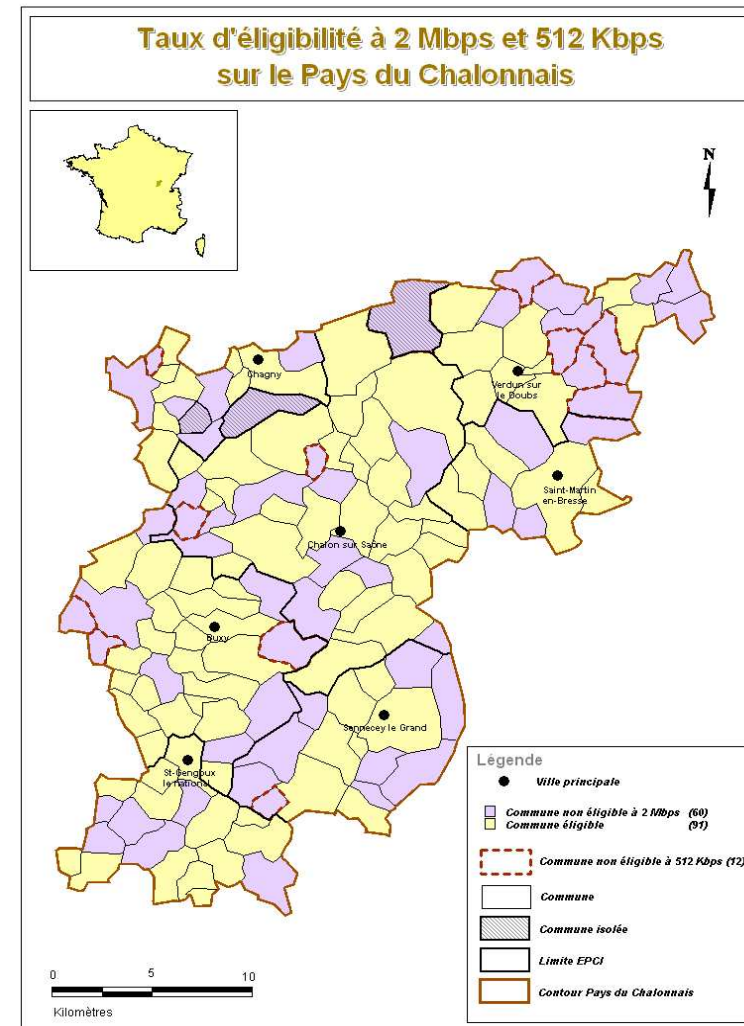 Taux d'éligibilité à 2 Mbps et 512 Kbps
sur le Pays du Chalonnais
N
Chagny
Verdun sur
le Doubs
Saint-Martin
en-Bresse
Chalon sur Saône
Buxy
Sennecey le Grand
St-Gengoux
le national
Légende
Ville principale
Commune non éligible à 2 Mbps (60)
Commune éligible (91)
Commune non éligible à 512 Kbps (12)
Commune
Commune isolée
Limite EPCI
Contour Pays du Chalonnais
0 5 10
Kilomètres